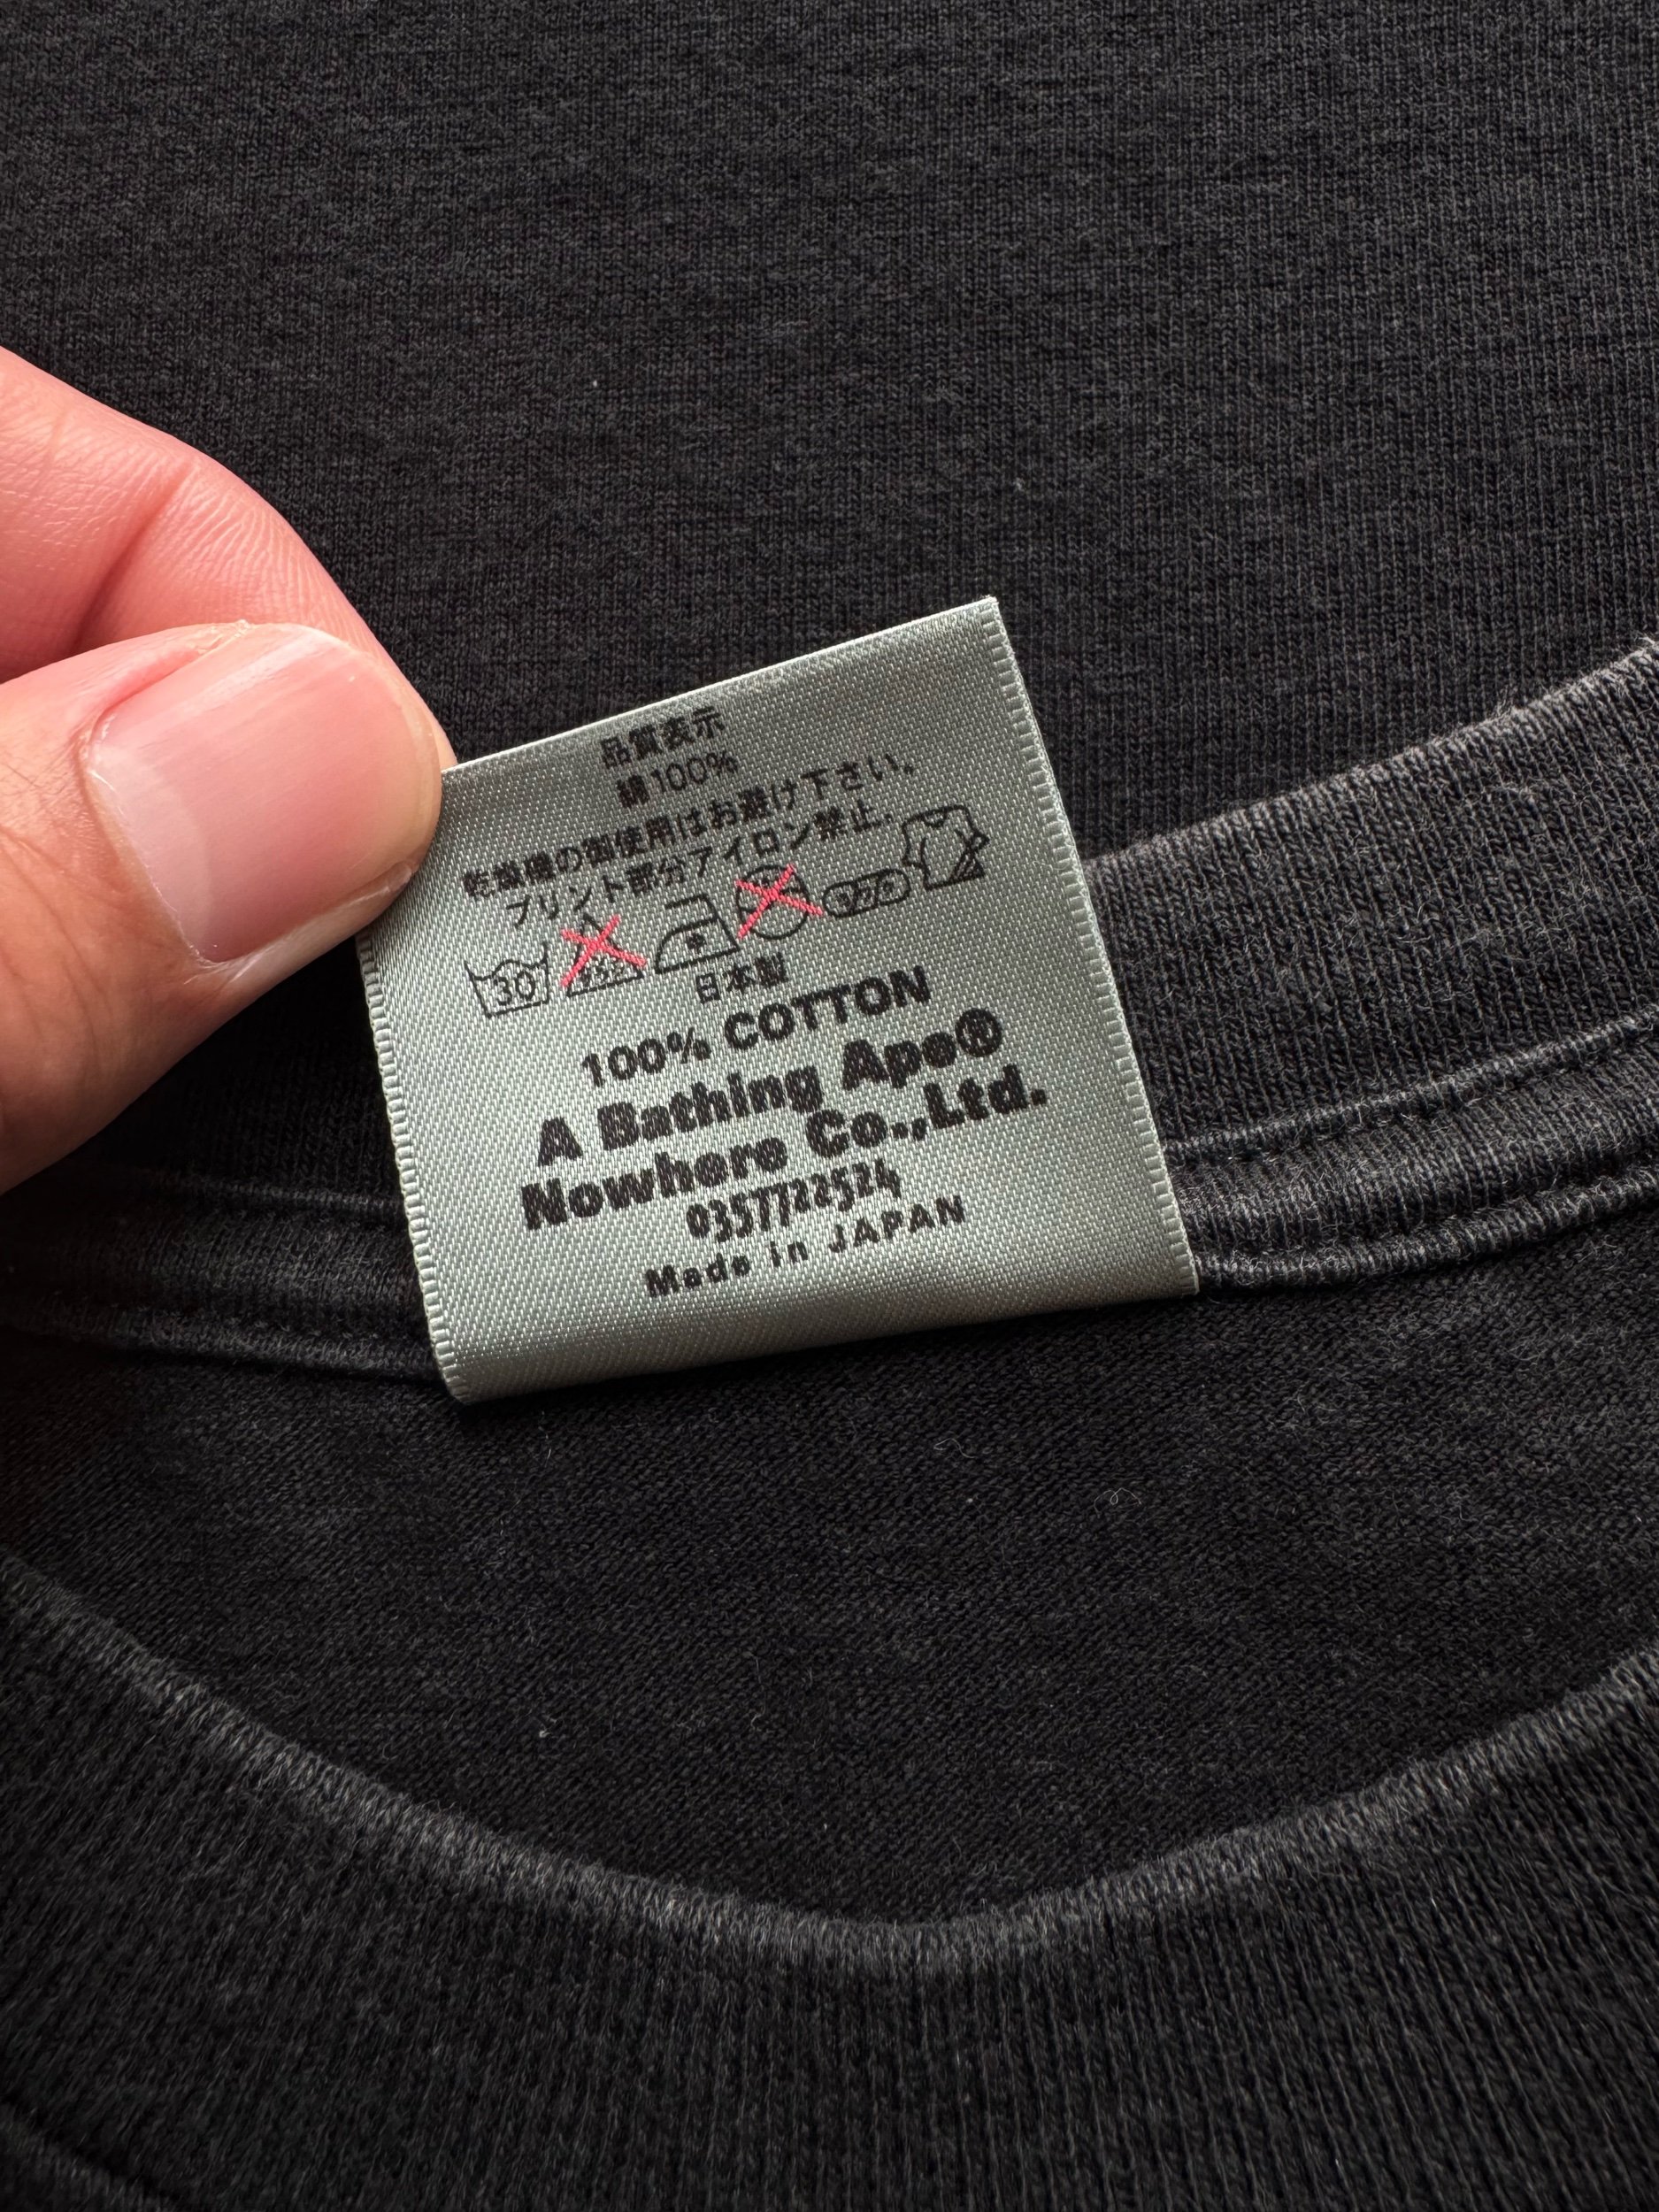 品質表示
綿100%
乾燥機の御使用はお避け下さい。
プリント部分アイロン禁止.
30
日本製
100% COTTON
A Bathing Ape®
Nowhere Co.,Ltd.
0357722524
Made in JAPAN